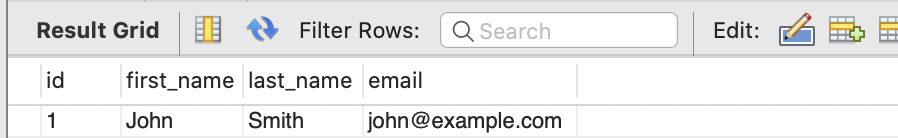 Result Grid Filter Rows: Search Edit:
id first_name last_name email
1 John Smith john@example.com